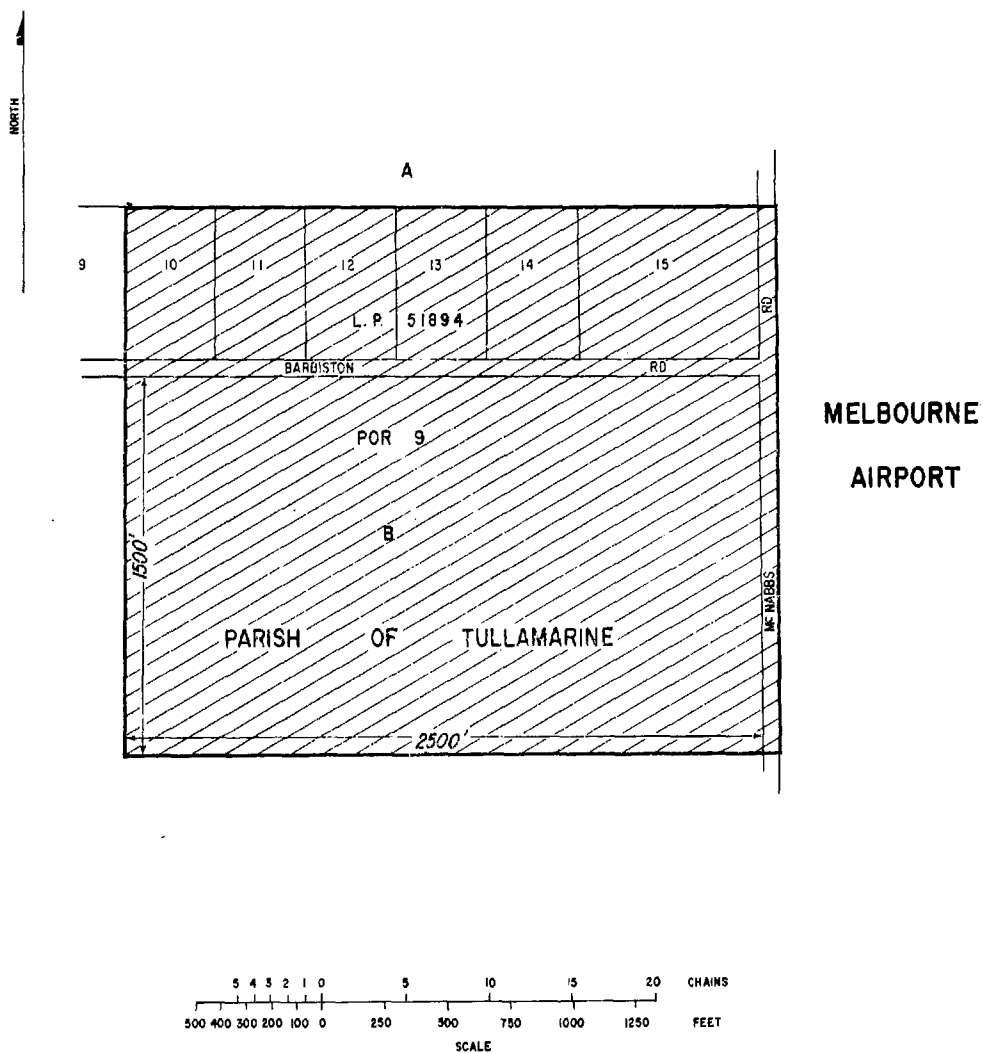 NORTH
A
9 10 11 12 13 14 15
RD
L. P. 51894
BARBISTON RD
MELBOURNE
POR 9
AIRPORT
B
1500'
Mc NABBS
PARISH OF TULLAMARINE
2500'
5 4 3 2 1 0 5 10 15 20 CHAINS
500 400 300 200 100 0 250 500 750 1000 1250 FEET
SCALE